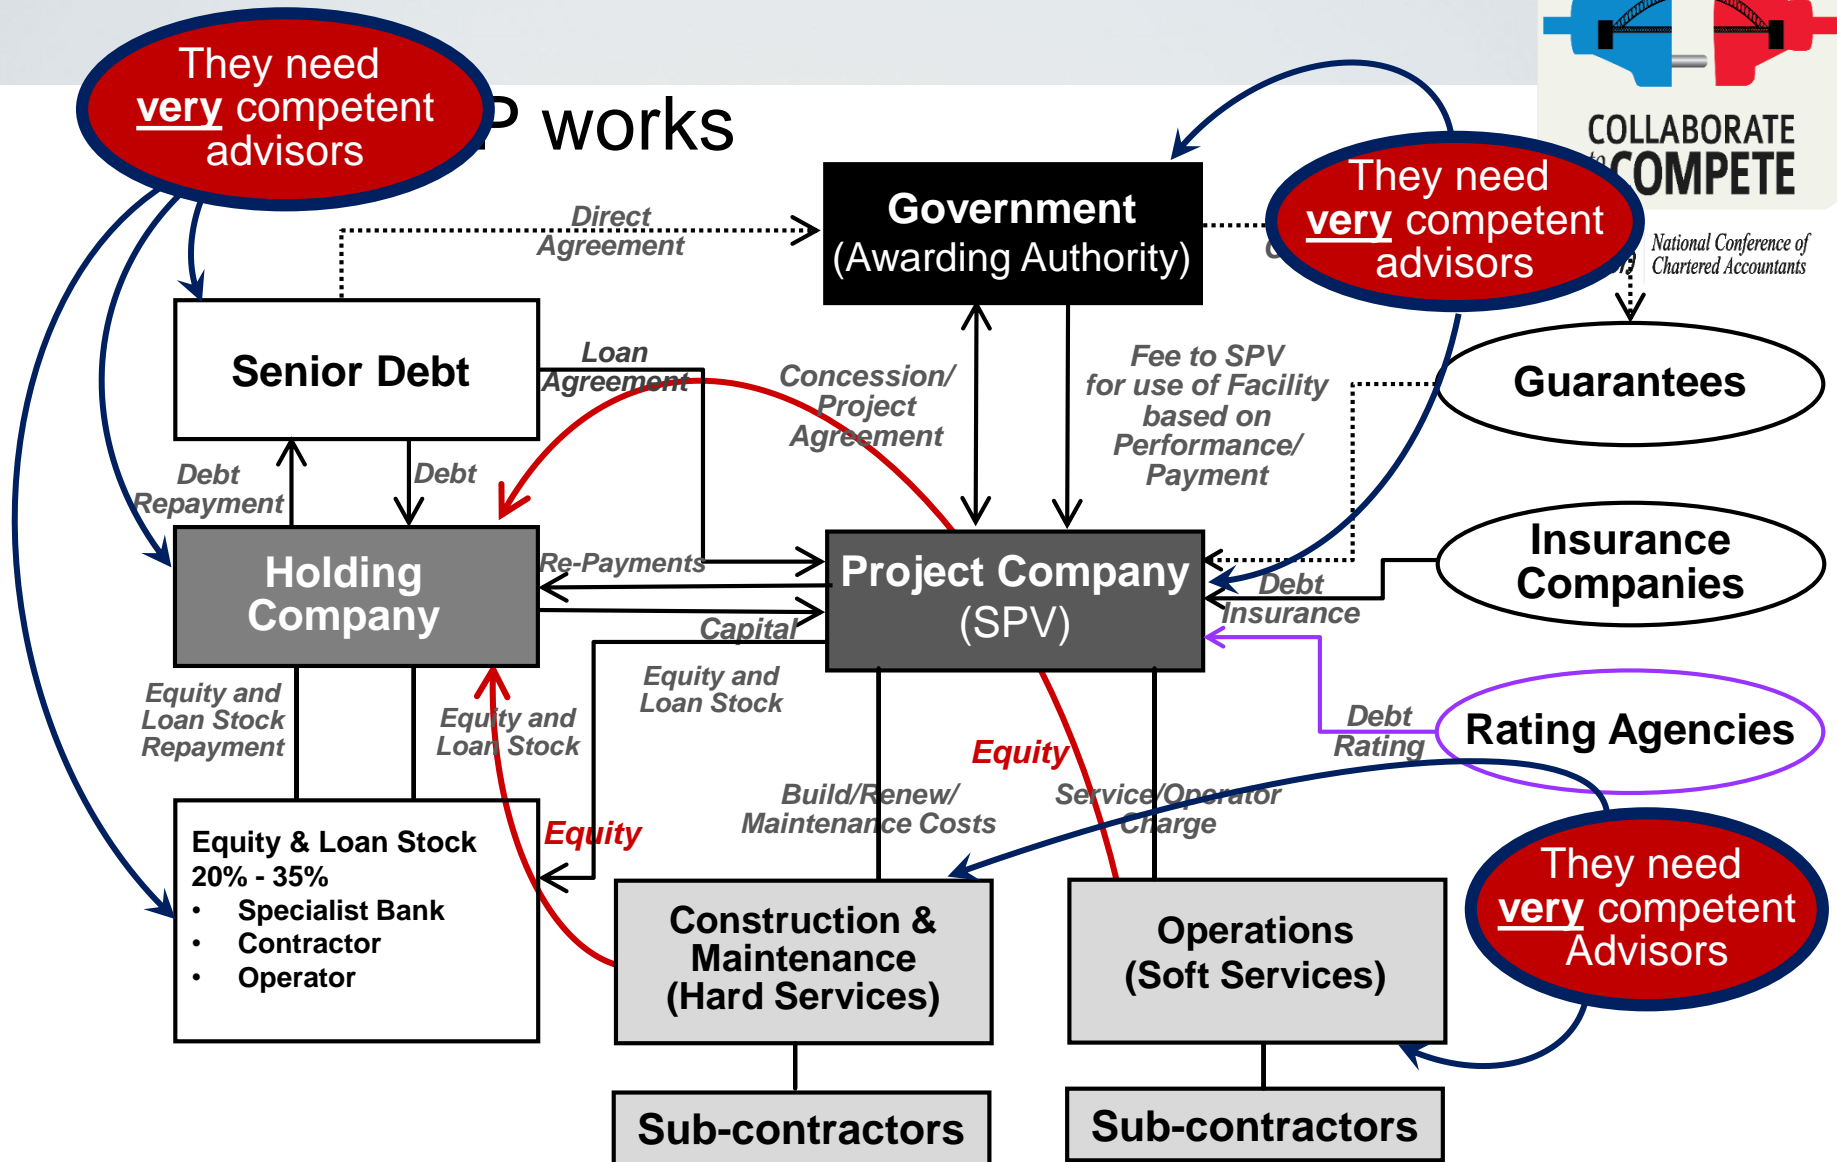 They need
very competent
advisors
P works
COLLABORATE
to COMPETE
National Conference of
Chartered Accountants
They need
very competent
advisors
Government
(Awarding Authority)
Direct
Agreement
Senior Debt
Loan
Agreement
Concession/
Project
Agreement
Fee to SPV
for use of Facility
based on
Performance/
Payment
Guarantees
Debt
Repayment
Debt
Holding
Company
Re-Payments
Capital
Project Company
(SPV)
Debt
Insurance
Insurance
Companies
Equity and
Loan Stock
Repayment
Equity and
Loan Stock
Equity and
Loan Stock
Equity
Debt
Rating
Rating Agencies
Build/Renew/
Maintenance Costs
Service/Operator
Charge
Equity
Equity & Loan Stock
20% - 35%
• Specialist Bank
• Contractor
• Operator
Construction &
Maintenance
(Hard Services)
Operations
(Soft Services)
They need
very competent
Advisors
Sub-contractors
Sub-contractors